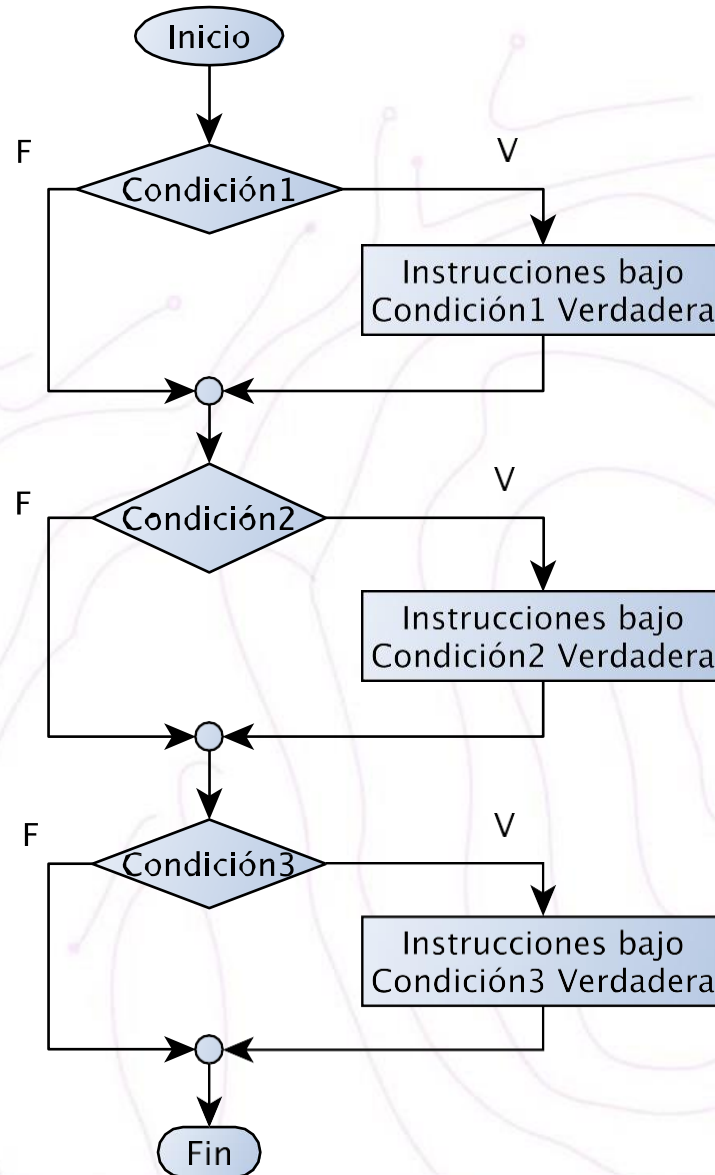 Inicio
F
V
Condición1
Instrucciones bajo
Condición1 Verdadera
F
V
Condición2
Instrucciones bajo
Condición2 Verdadera
F
V
Condición3
Instrucciones bajo
Condición3 Verdadera
Fin